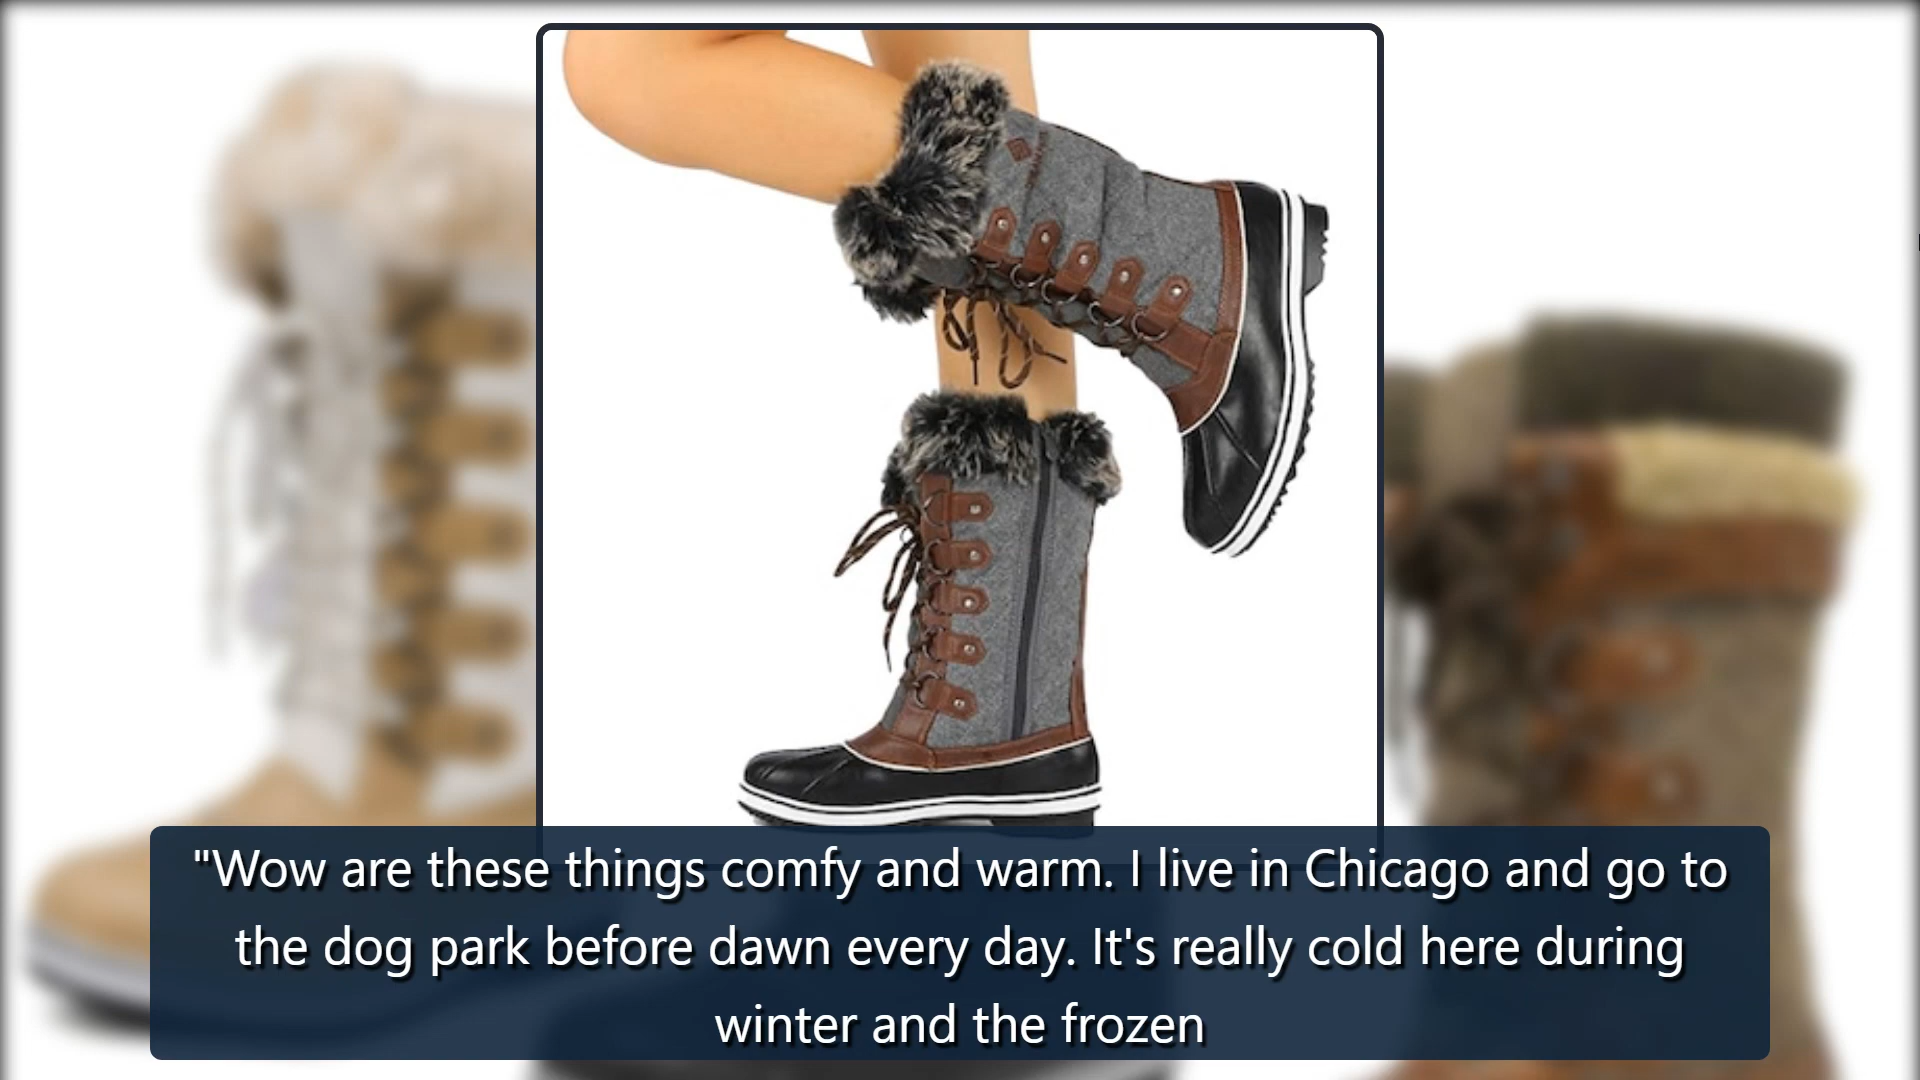 "Wow are these things comfy and warm. I live in Chicago and go to
the dog park before dawn every day. It's really cold here during
winter and the frozen